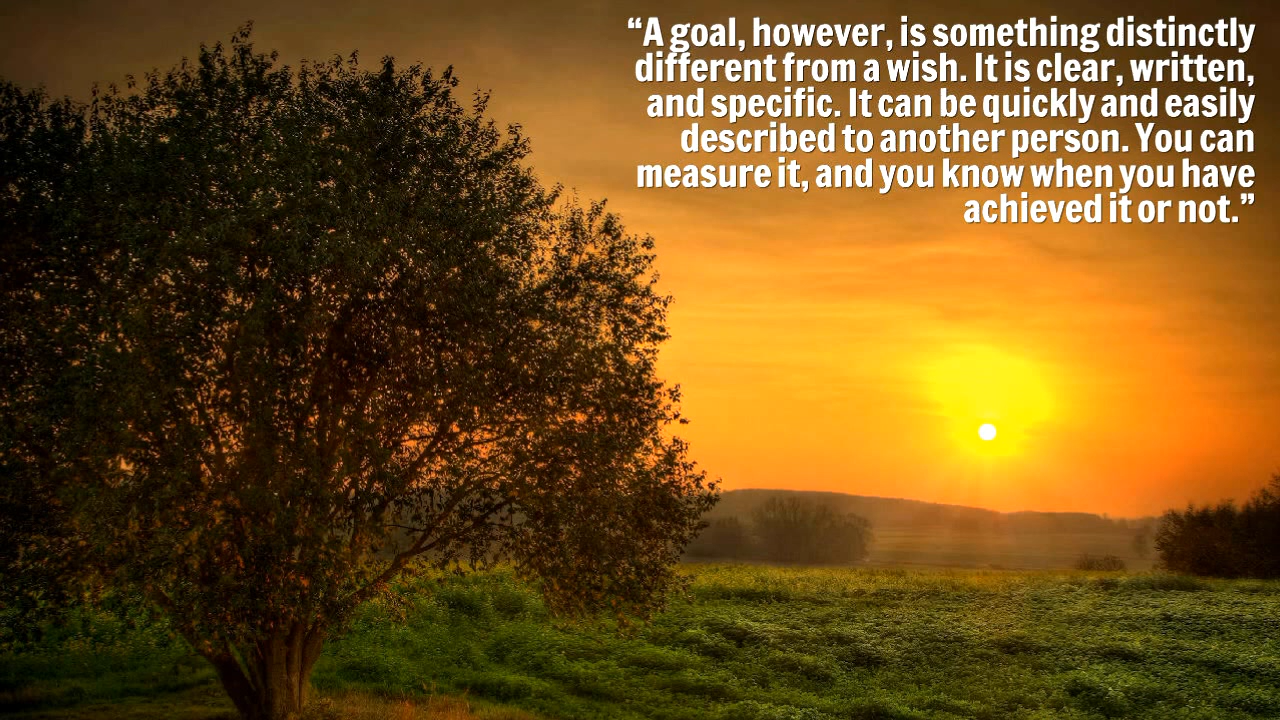 “A goal, however, is something distinctly
different from a wish. It is clear, written,
and specific. It can be quickly and easily
described to another person. You can
measure it, and you know when you have
achieved it or not.”